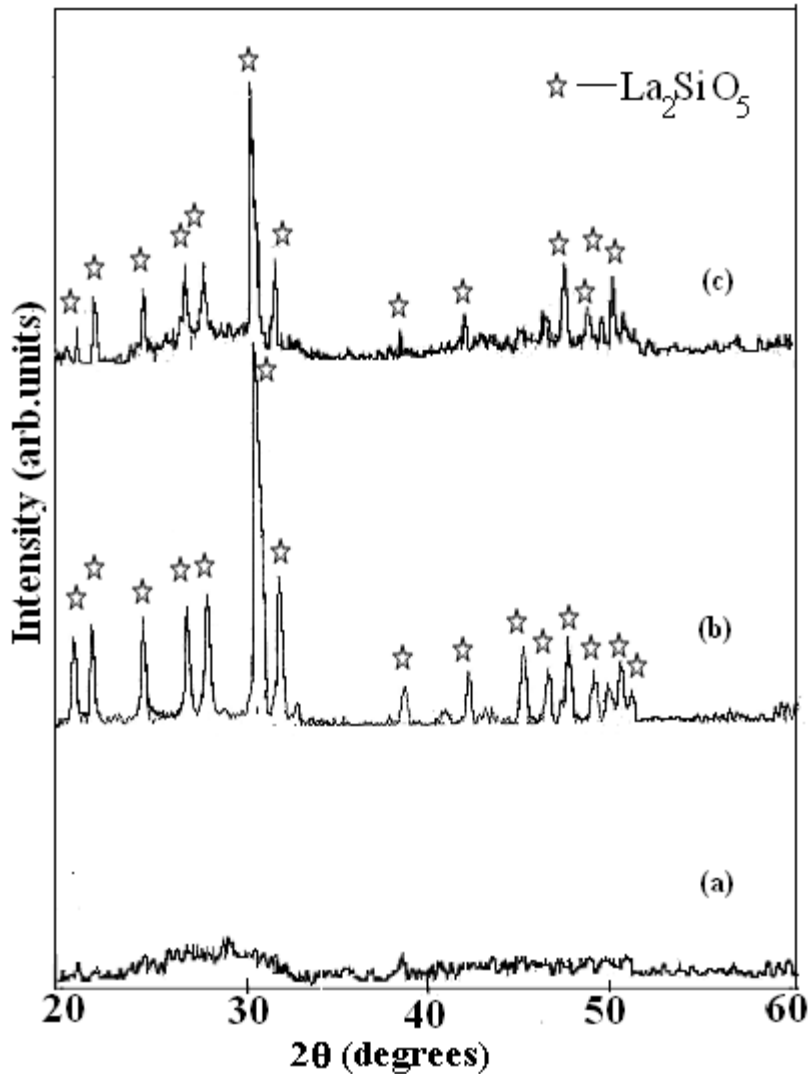 ☆ — La₂SiO₅
(c)
(b)
(a)
Intensity (arb.units)
20 30 40 50 60
2θ (degrees)